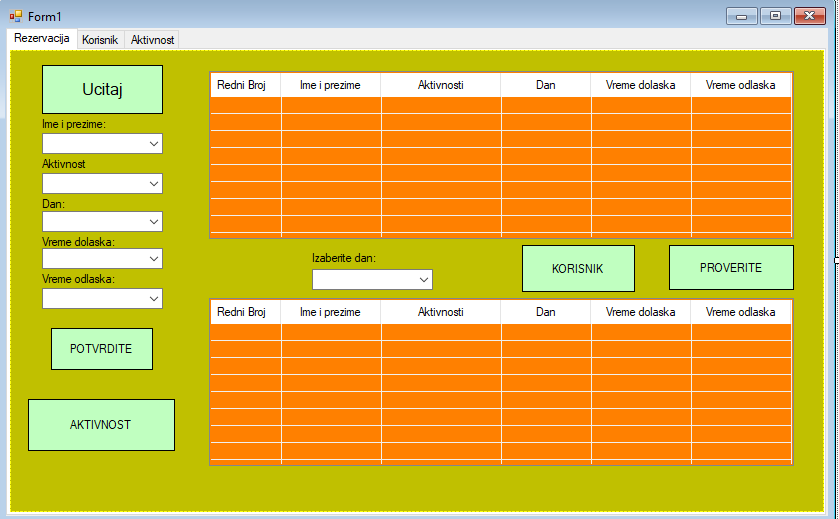 Form1
Rezervacija Korisnik Aktivnost
Ucitaj
Ime i prezime:
Aktivnost
Dan:
Vreme dolaska:
Vreme odlaska:
POTVRDITE
AKTIVNOST
Redni Broj Ime i prezime Aktivnosti Dan Vreme dolaska Vreme odlaska
Izaberite dan:
KORISNIK
PROVERITE
Redni Broj Ime i prezime Aktivnosti Dan Vreme dolaska Vreme odlaska